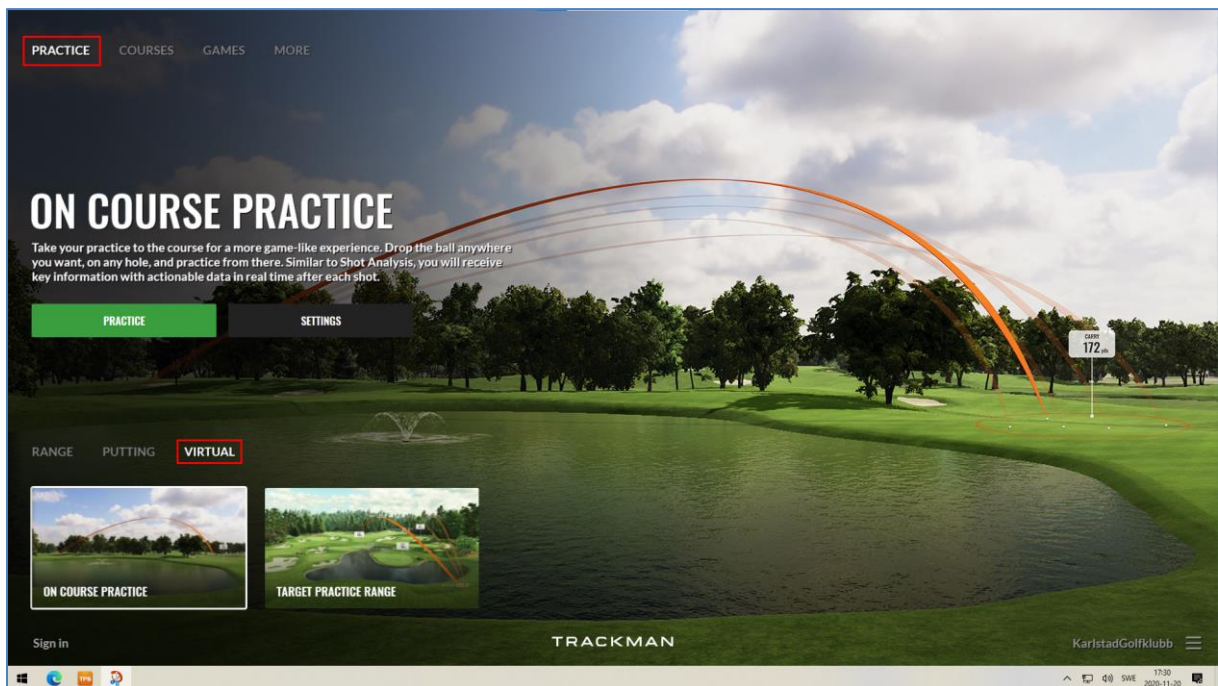 PRACTICE COURSES GAMES MORE
ON COURSE PRACTICE
Take your practice to the course for a more game-like experience. Drop the ball anywhere
you want, on any hole, and practice from there. Similar to Shot Analysis, you will receive
key information with actionable data in real time after each shot.
PRACTICE SETTINGS
CARRY
172 yds
RANGE PUTTING VIRTUAL
ON COURSE PRACTICE TARGET PRACTICE RANGE
Sign in TRACKMAN KarlstadGolfklubb
TPS SWE 17:30
2020-11-20